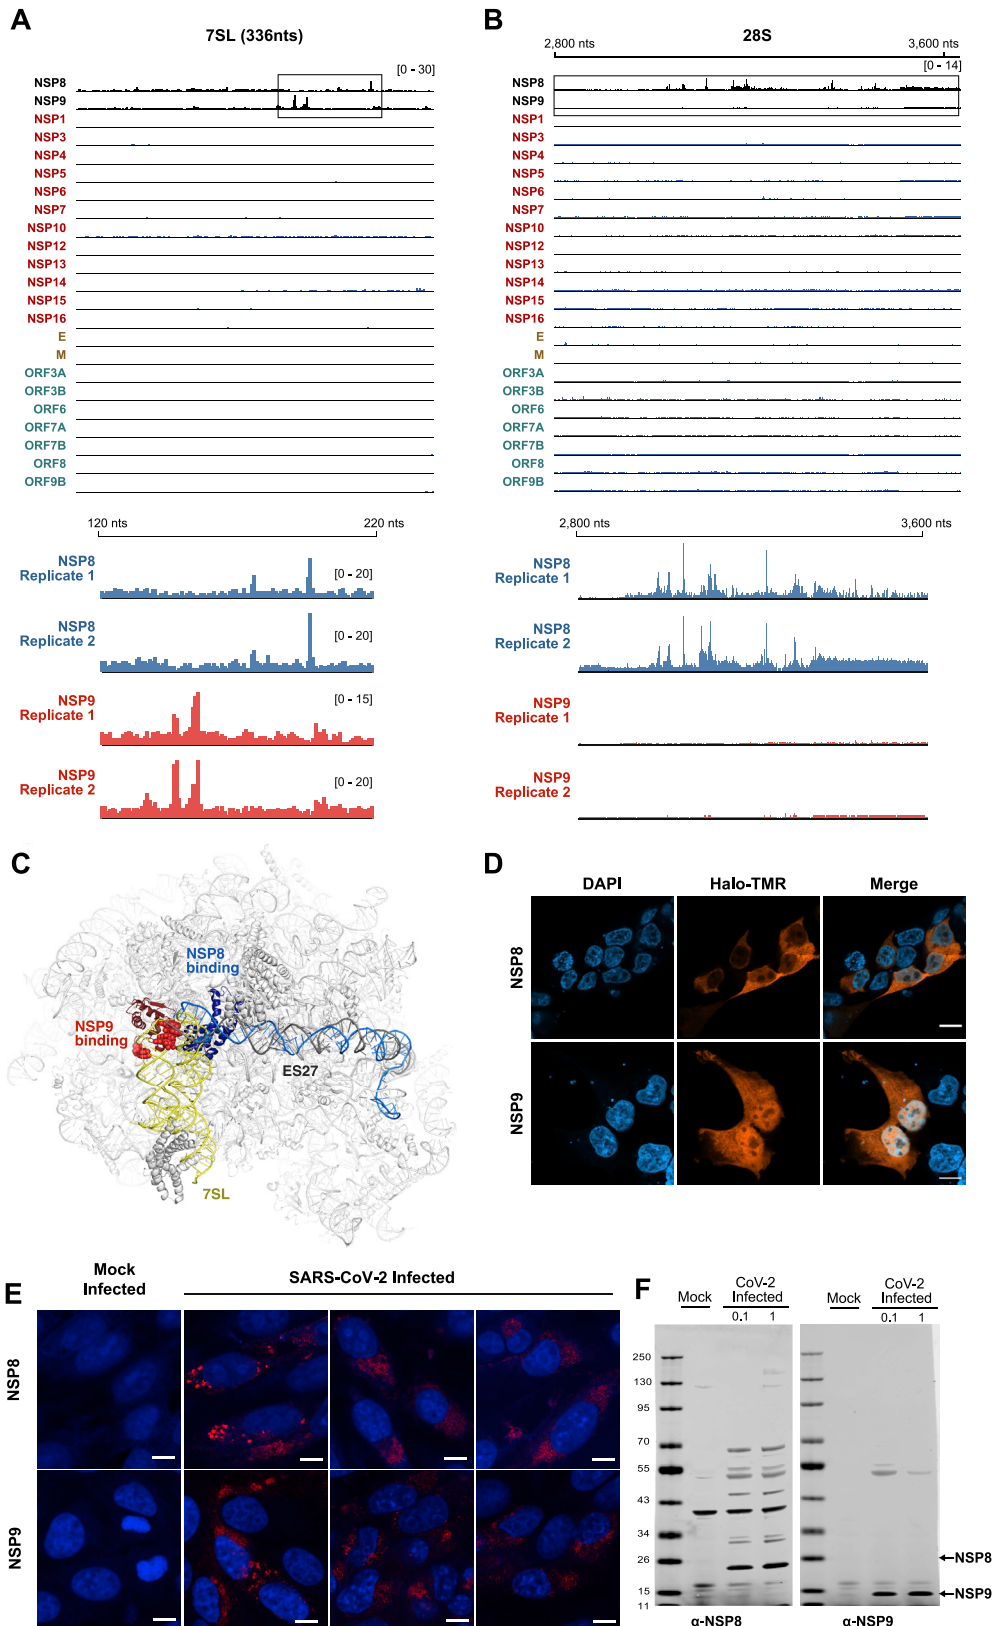 A
7SL (336nts)
[0 - 30]
NSP8
NSP9
NSP1
NSP3
NSP4
NSP5
NSP6
NSP7
NSP10
NSP12
NSP13
NSP14
NSP15
NSP16
E
M
ORF3A
ORF3B
ORF6
ORF7A
ORF7B
ORF8
ORF9B
120 nts
220 nts
NSP8
Replicate 1
[0 - 20]
NSP8
Replicate 2
[0 - 20]
NSP9
Replicate 1
[0 - 15]
NSP9
Replicate 2
[0 - 20]
B
28S
2,800 nts
3,600 nts
[0 - 14]
NSP8
NSP9
NSP1
NSP3
NSP4
NSP5
NSP6
NSP7
NSP10
NSP12
NSP13
NSP14
NSP15
NSP16
E
M
ORF3A
ORF3B
ORF6
ORF7A
ORF7B
ORF8
ORF9B
2,800 nts
3,600 nts
NSP8
Replicate 1
NSP8
Replicate 2
NSP9
Replicate 1
NSP9
Replicate 2
C
NSP8
binding
NSP9
binding
ES27
7SL
D
DAPI
Halo-TMR
Merge
NSP8
NSP9
E
Mock
Infected
SARS-CoV-2 Infected
NSP8
NSP9
F
Mock
CoV-2
Infected
0.1
1
Mock
CoV-2
Infected
0.1
1
250
130
95
70
55
43
34
26
15
11
NSP8
NSP9
α-NSP8
α-NSP9